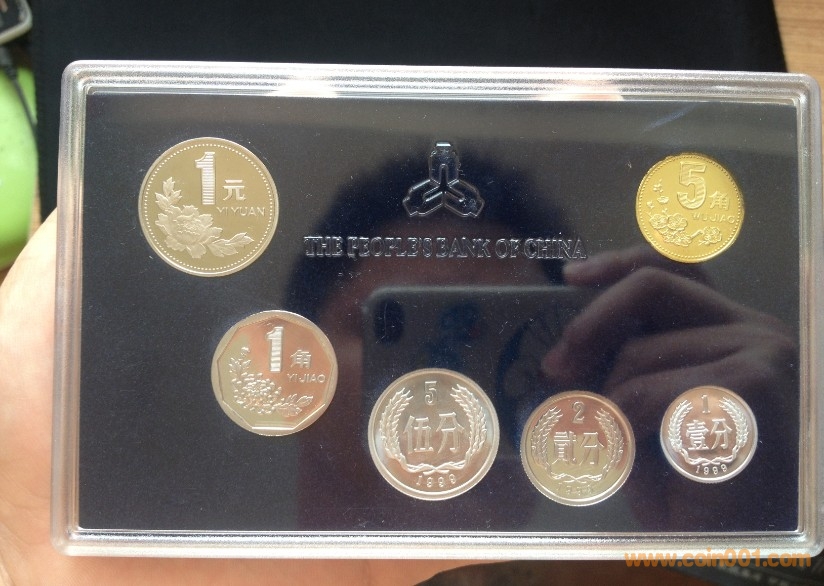 1元
YI YUAN
5角
WU JIAO
THE PEOPLE'S BANK OF CHINA
1角
YI JIAO
5
伍分
1999
2
贰分
1
壹分
1999
www.coin001.com